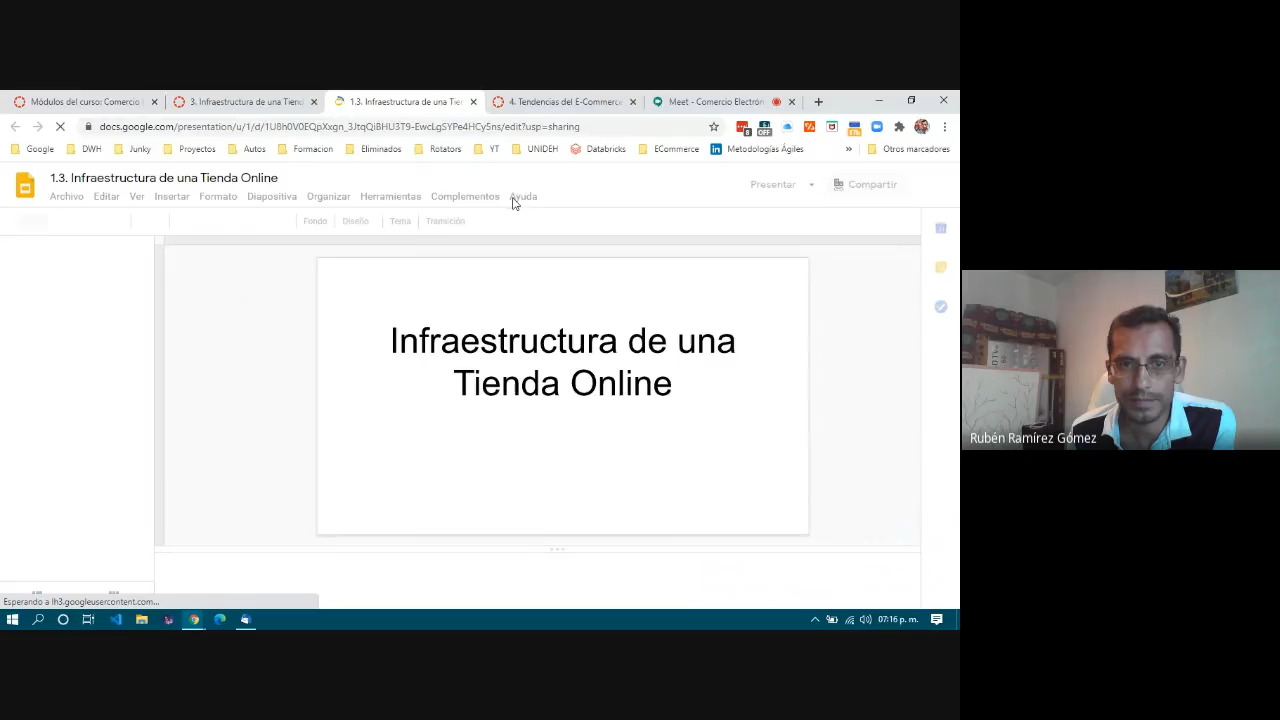 Módulos del curso: Comercio
3. Infraestructura de una Tiend
1.3. Infraestructura de una Tie
4. Tendencias del E-Commerce
Meet - Comercio Electrón
docs.google.com/presentation/u/1/d/1U8h0V0EQpXxgn_3JtqQiBHU3T9-EwcLgSYPe4HCy5ns/edit?usp=sharing
Google
DWH
Junky
Proyectos
Autos
Formacion
Eliminados
Rotators
YT
UNIDEH
Databricks
ECommerce
Metodologías Ágiles
»
Otros marcadores
1.3. Infraestructura de una Tienda Online
Archivo
Editar
Ver
Insertar
Formato
Diapositiva
Organizar
Herramientas
Complementos
Ayuda
Presentar
Compartir
Fondo
Diseño
Tema
Transición
Infraestructura de una
Tienda Online
Rubén Ramírez Gómez
Esperando a lh3.googleusercontent.com...
07:16 p. m.